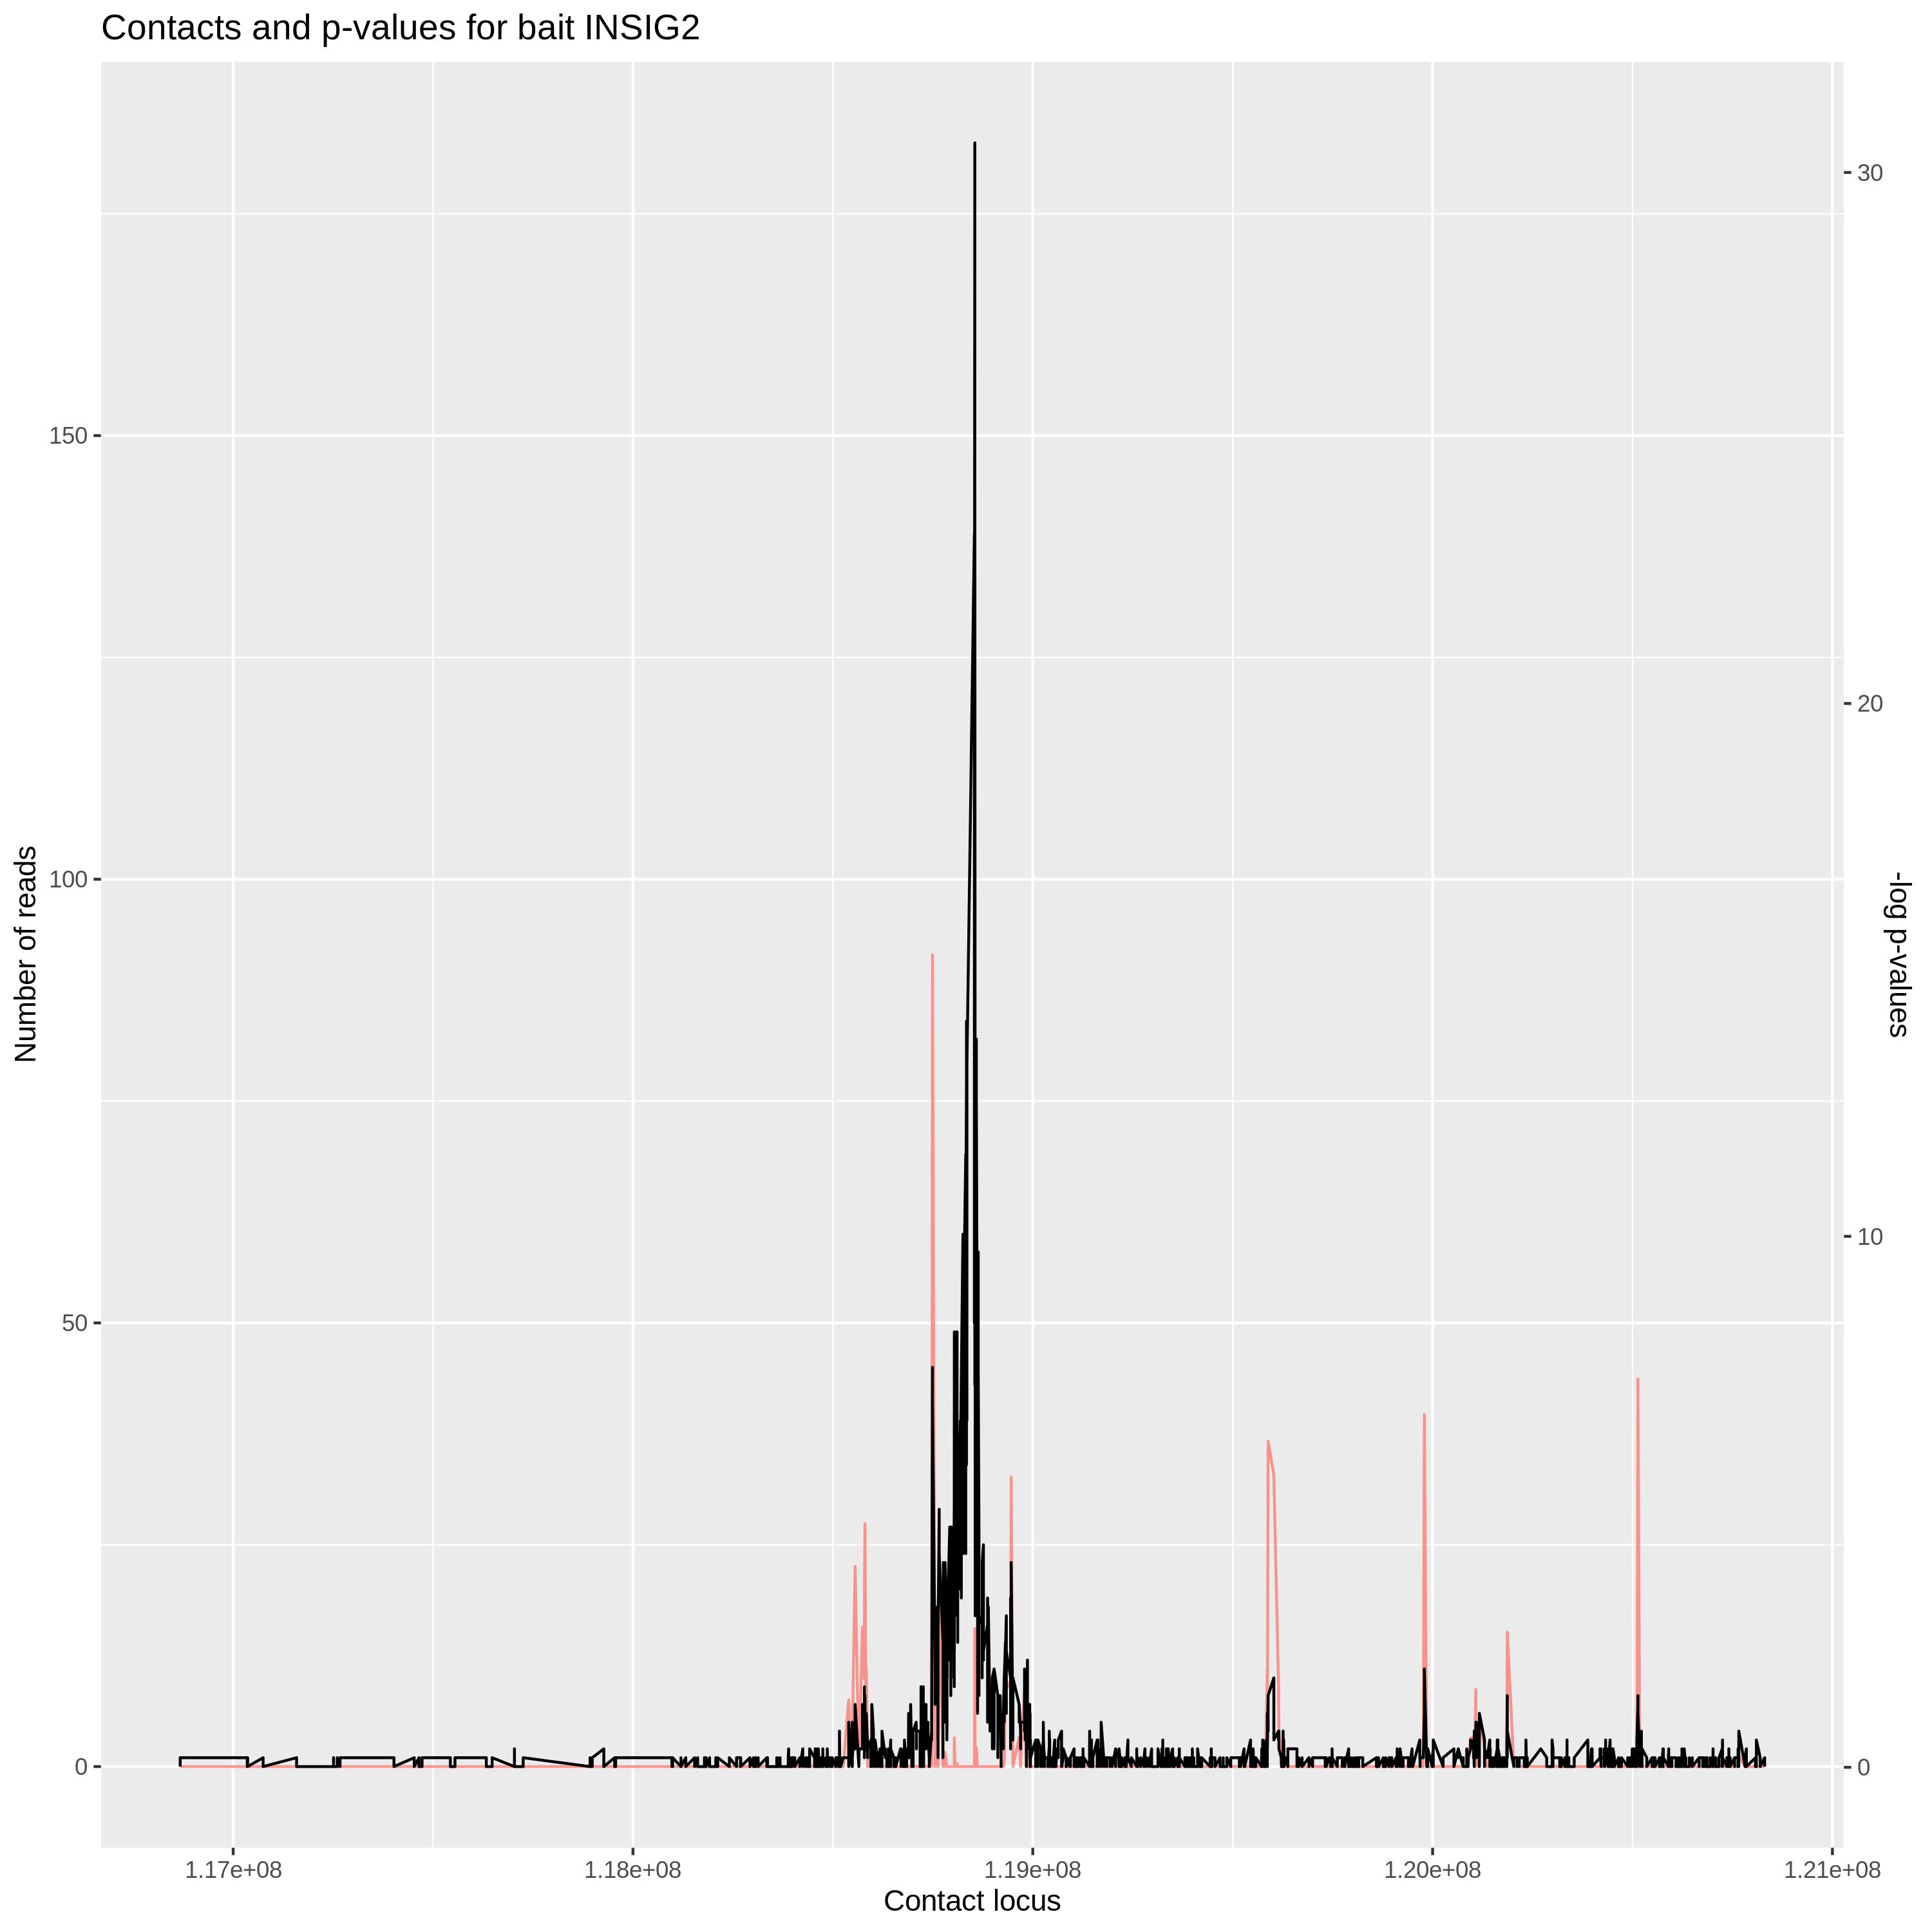 Contacts and p-values for bait INSIG2
Number of reads
150
100
50
0
30
20
10
0
-log p-values
1.17e+08 1.18e+08 1.19e+08 1.20e+08 1.21e+08
Contact locus